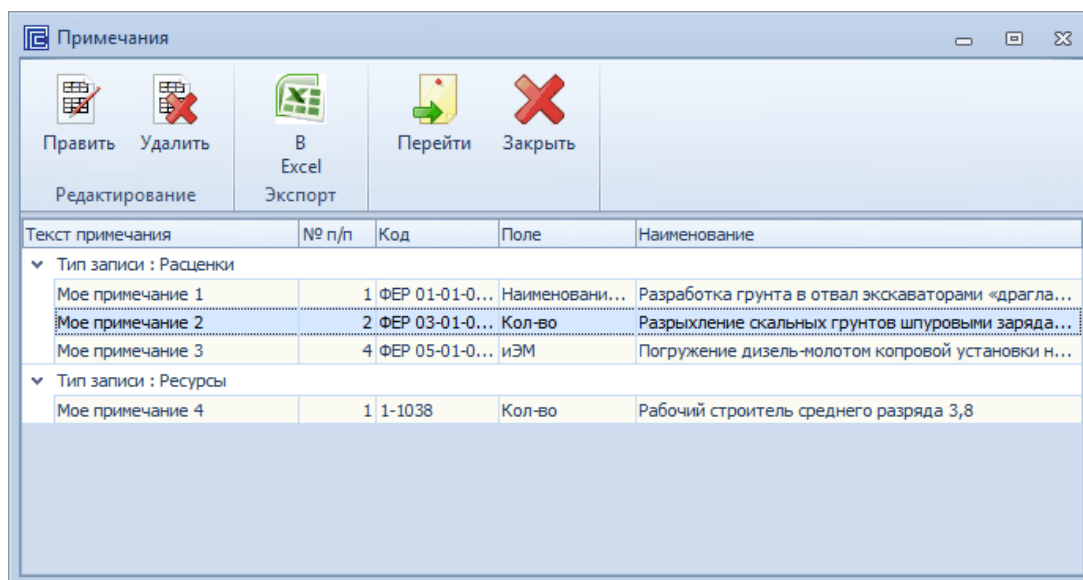 Примечания
Править Удалить В Excel Перейти Закрыть
Редактирование Экспорт
Текст примечания № п/п Код Поле Наименование
Тип записи : Расценки
Мое примечание 1 1 ФЕР 01-01-0... Наименовани... Разработка грунта в отвал экскаваторами «драгла...
Мое примечание 2 2 ФЕР 03-01-0... Кол-во Разрыхление скальных грунтов шпуровыми заряда...
Мое примечание 3 4 ФЕР 05-01-0... иЭМ Погружение дизель-молотом копровой установки н...
Тип записи : Ресурсы
Мое примечание 4 1 1-1038 Кол-во Рабочий строитель среднего разряда 3,8